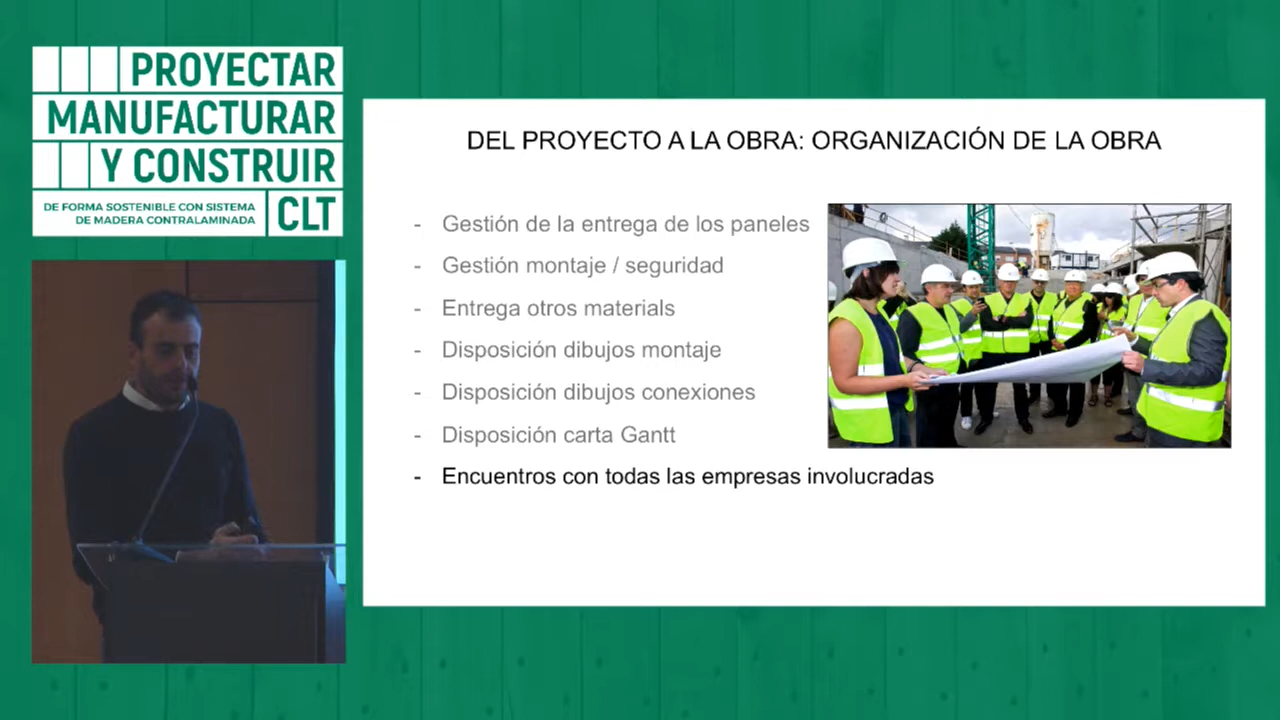 PROYECTAR
MANUFACTURAR
Y CONSTRUIR
DE FORMA SOSTENIBLE CON SISTEMA
DE MADERA CONTRALAMINADA
CLT
DEL PROYECTO A LA OBRA: ORGANIZACIÓN DE LA OBRA
- Gestión de la entrega de los paneles
- Gestión montaje / seguridad
- Entrega otros materials
- Disposición dibujos montaje
- Disposición dibujos conexiones
- Disposición carta Gantt
- Encuentros con todas las empresas involucradas